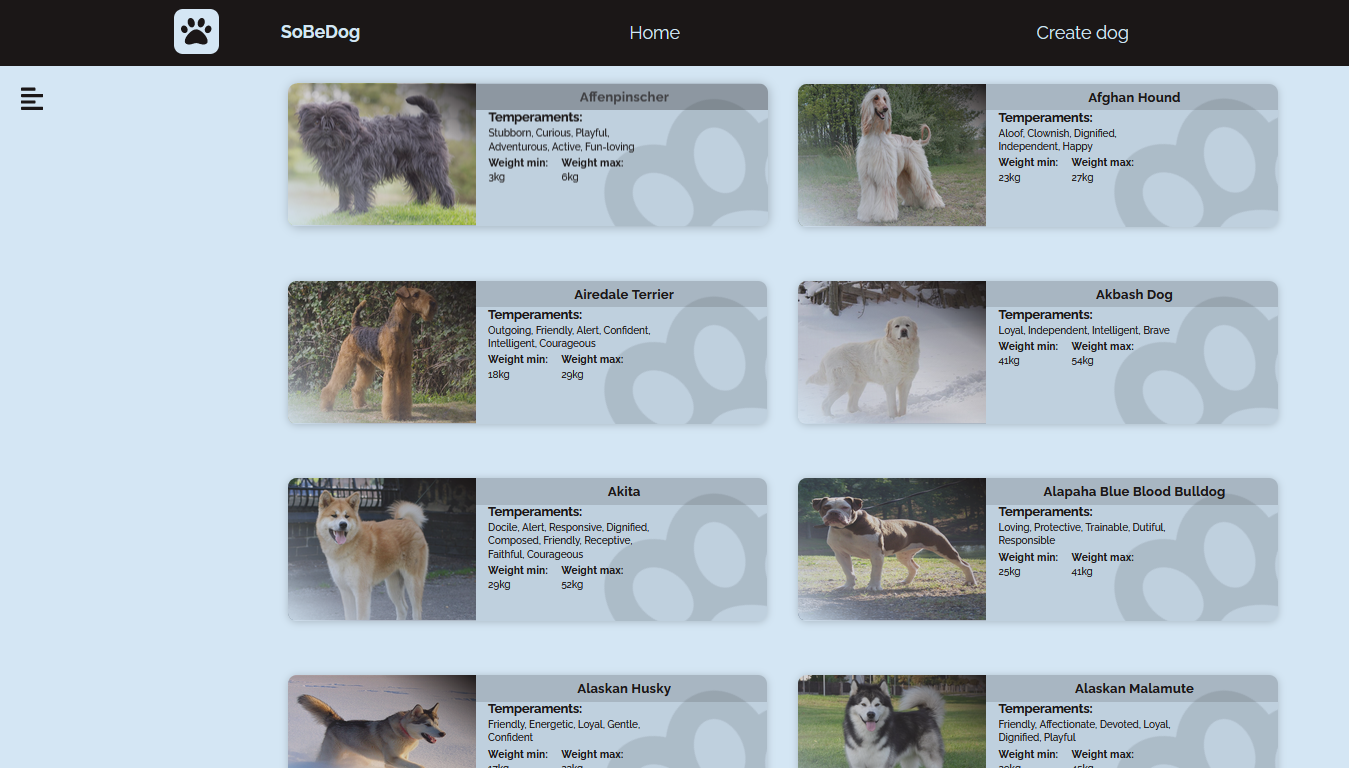 SoBeDog
Home
Create dog
Affenpinscher
Temperaments:
Stubborn, Curious, Playful,
Adventurous, Active, Fun-loving
Weight min: Weight max:
3kg 6kg
Afghan Hound
Temperaments:
Aloof, Clownish, Dignified,
Independent, Happy
Weight min: Weight max:
23kg 27kg
Airedale Terrier
Temperaments:
Outgoing, Friendly, Alert, Confident,
Intelligent, Courageous
Weight min: Weight max:
18kg 29kg
Akbash Dog
Temperaments:
Loyal, Independent, Intelligent, Brave
Weight min: Weight max:
41kg 54kg
Akita
Temperaments:
Docile, Alert, Responsive, Dignified,
Composed, Friendly, Receptive,
Faithful, Courageous
Weight min: Weight max:
29kg 52kg
Alapaha Blue Blood Bulldog
Temperaments:
Loving, Protective, Trainable, Dutiful,
Responsible
Weight min: Weight max:
25kg 41kg
Alaskan Husky
Temperaments:
Friendly, Energetic, Loyal, Gentle,
Confident
Weight min: Weight max:
Alaskan Malamute
Temperaments:
Friendly, Affectionate, Devoted, Loyal,
Dignified, Playful
Weight min: Weight max: